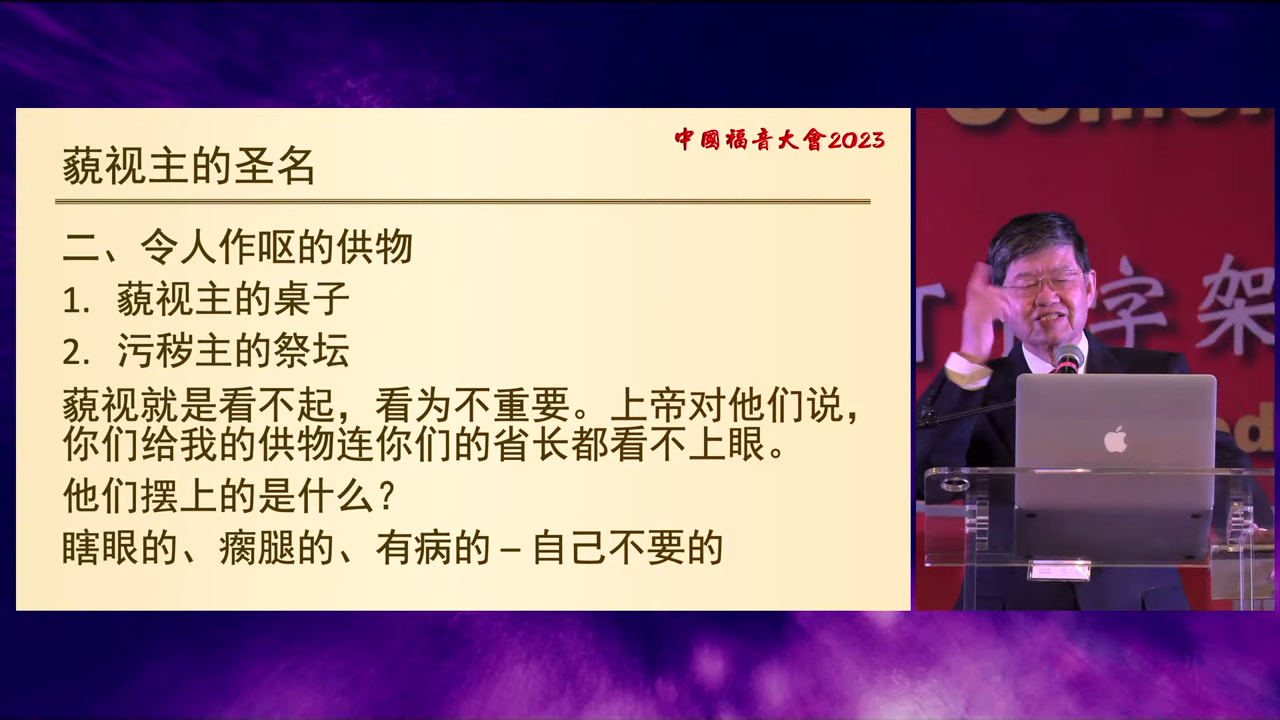 中國福音大會2023
藐视主的圣名
二、令人作呕的供物
1. 藐视主的桌子
2. 污秽主的祭坛
藐视就是看不起，看为不重要。上帝对他们说，
你们给我的供物连你们的省长都看不上眼。
他们摆上的是什么？
瞎眼的、瘸腿的、有病的 – 自己不要的
字架